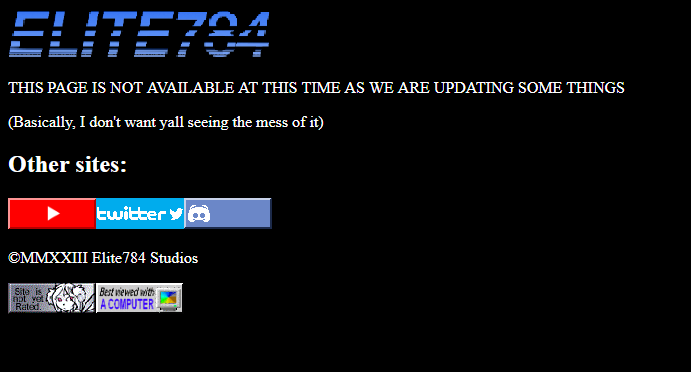 ELITE784
THIS PAGE IS NOT AVAILABLE AT THIS TIME AS WE ARE UPDATING SOME THINGS
(Basically, I don't want yall seeing the mess of it)
Other sites:
twitter
©MMXXIII Elite784 Studios
Site is
not yet
Rated.
Best viewed with
A COMPUTER